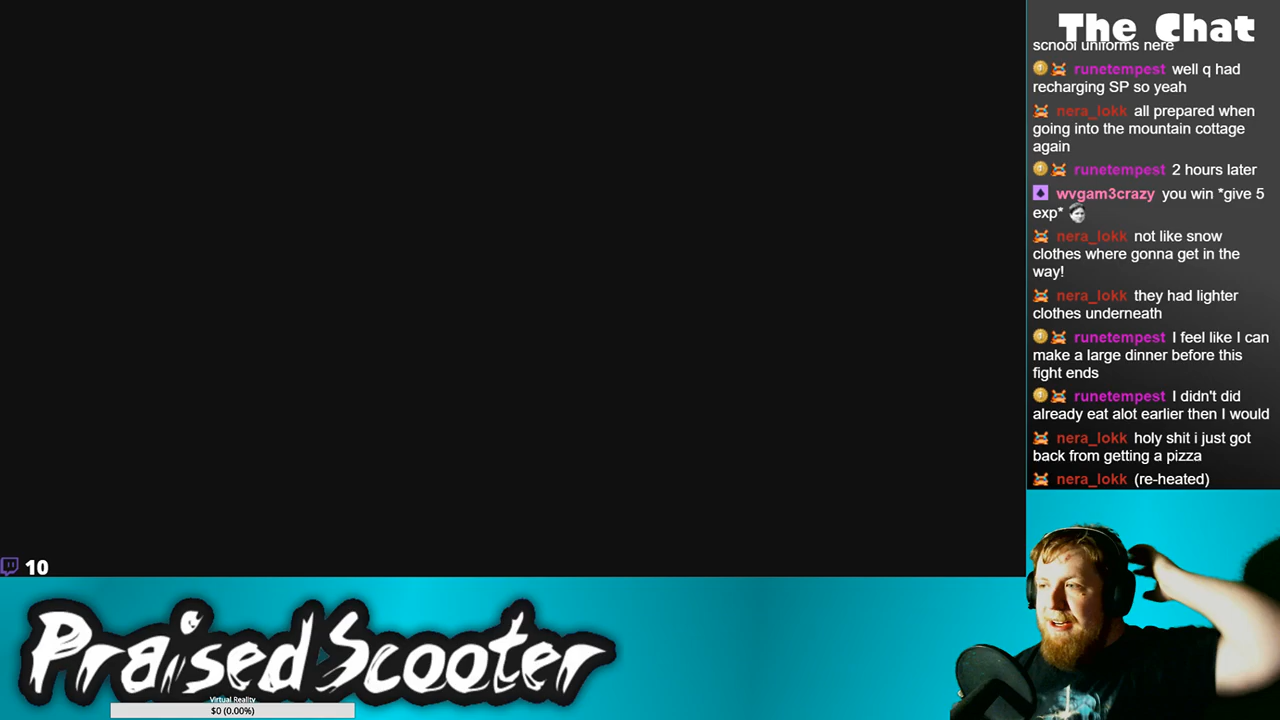 The Chat
school uniforms here
runetempest well q had
recharging SP so yeah
nera_lokk all prepared when
going into the mountain cottage
again
runetempest 2 hours later
wvgam3crazy you win *give 5
exp*
nera_lokk not like snow
clothes where gonna get in the
way!
nera_lokk they had lighter
clothes underneath
runetempest I feel like I can
make a large dinner before this
fight ends
runetempest I didn't did
already eat alot earlier then I would
nera_lokk holy shit i just got
back from getting a pizza
nera_lokk (re-heated)
10
PraisedScooter
Virtual Reality
$0 (0.00%)